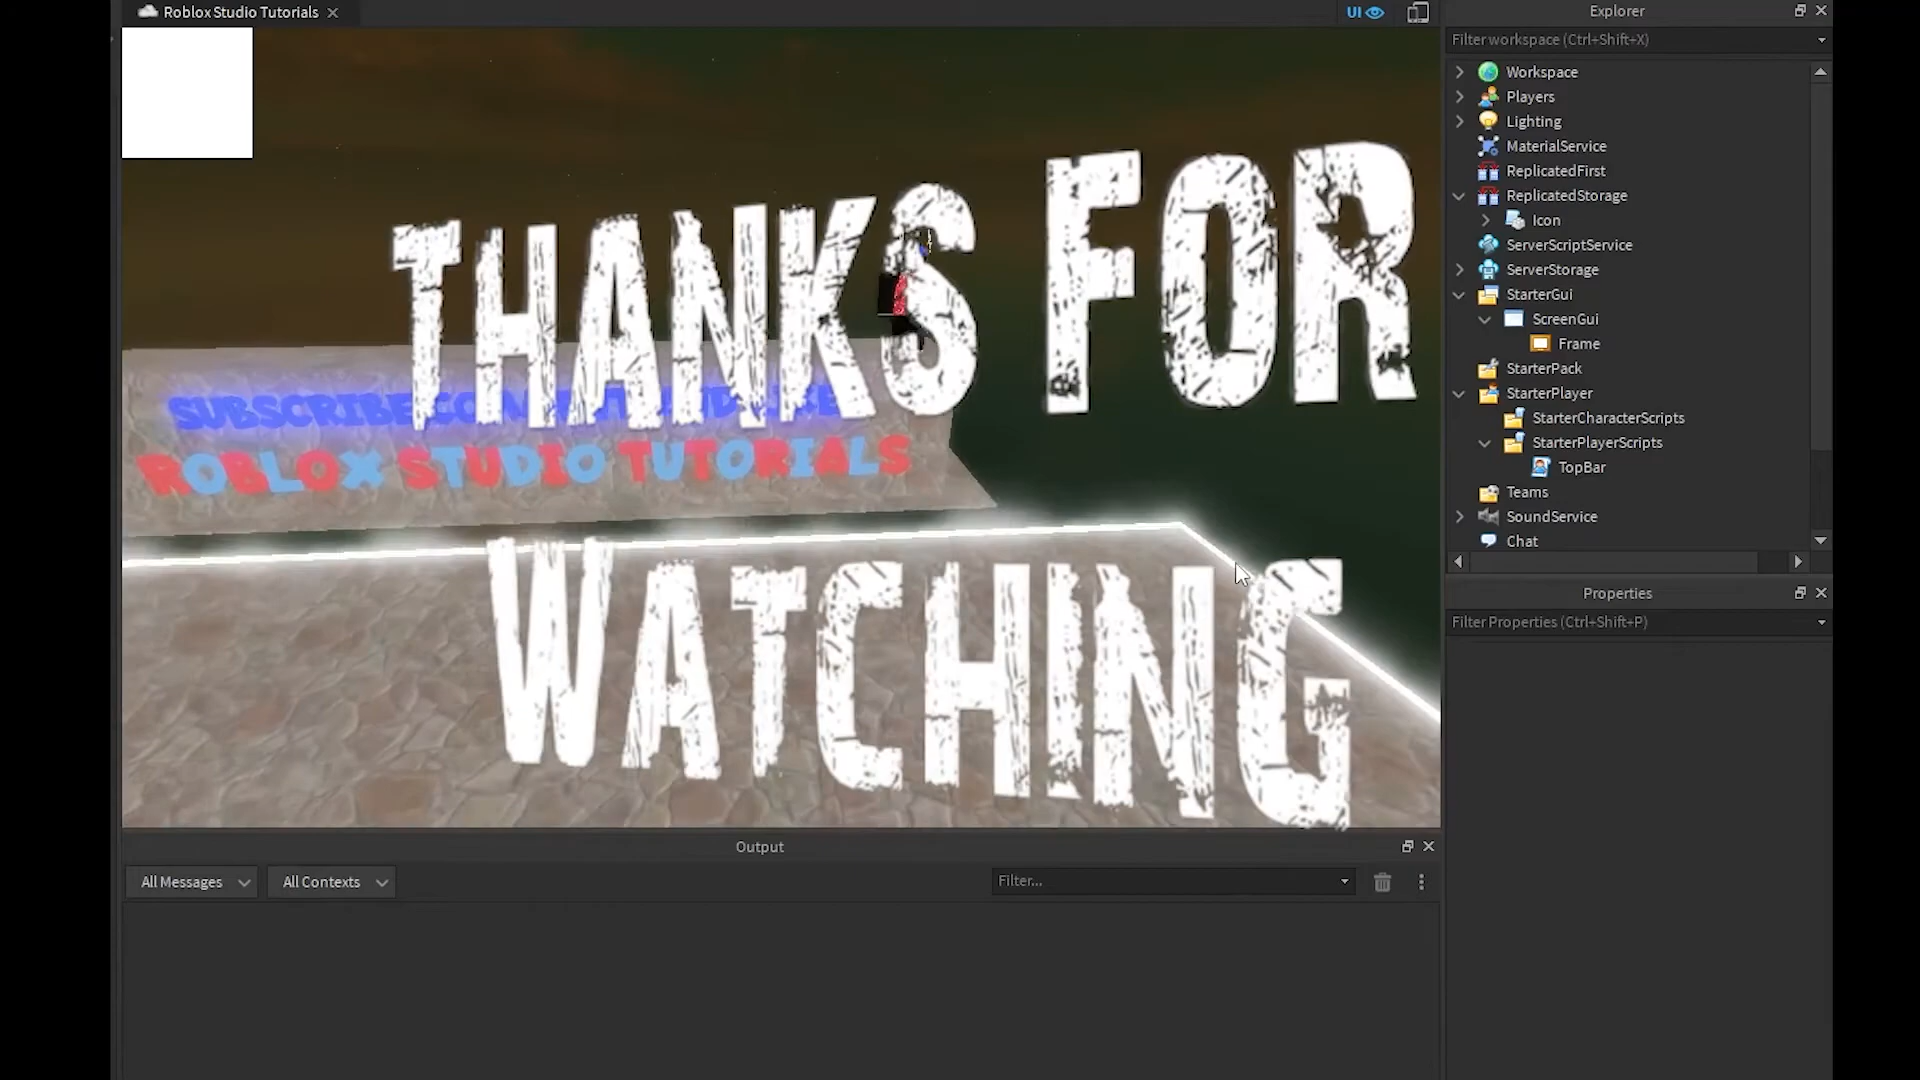 Roblox Studio Tutorials
UI
THANKS FOR
WATCHING
SUBSCRIBE
ROBLOX STUDIO TUTORIALS
Output
All Messages
All Contexts
Filter...
Explorer
Filter workspace (Ctrl+Shift+X)
Workspace
Players
Lighting
MaterialService
ReplicatedFirst
ReplicatedStorage
Icon
ServerScriptService
ServerStorage
StarterGui
ScreenGui
Frame
StarterPack
StarterPlayer
StarterCharacterScripts
StarterPlayerScripts
TopBar
Teams
SoundService
Chat
Properties
Filter Properties (Ctrl+Shift+P)